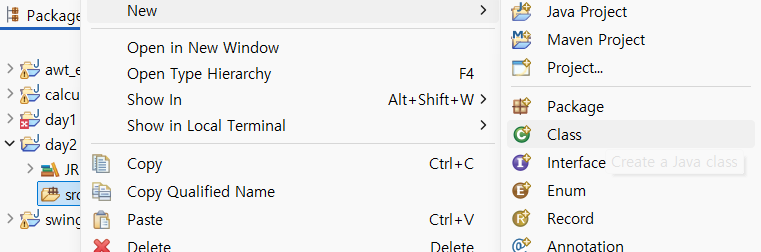 Package
awt_e
calcu
day1
day2
JR
src
swing
New
Open in New Window
Open Type Hierarchy F4
Show In Alt+Shift+W
Show in Local Terminal
Copy Ctrl+C
Copy Qualified Name
Paste Ctrl+V
Delete Delete
Java Project
Maven Project
Project...
Package
Class
Interface
Create a Java class
Enum
Record
Annotation